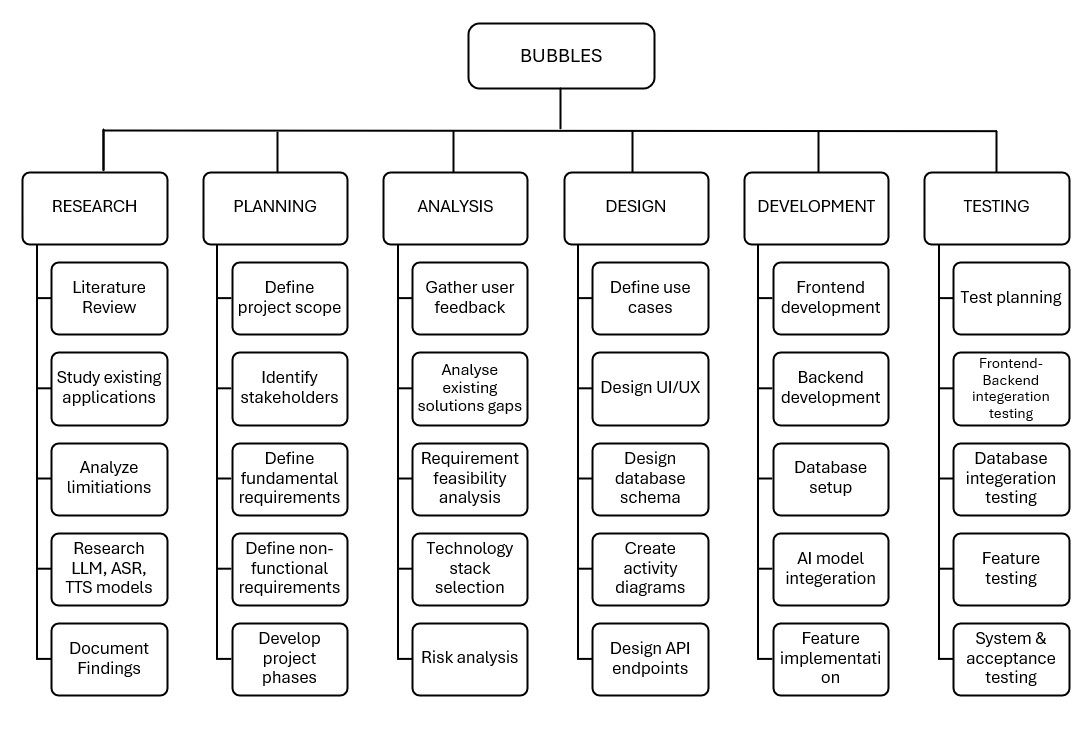 BUBBLES
RESEARCH
PLANNING
ANALYSIS
DESIGN
DEVELOPMENT
TESTING
Literature
Review
Study existing
applications
Analyze
limitiations
Research
LLM, ASR,
TTS models
Document
Findings
Define
project scope
Identify
stakeholders
Define
fundamental
requirements
Define non-
functional
requirements
Develop
project
phases
Gather user
feedback
Analyse
existing
solutions gaps
Requirement
feasibility
analysis
Technology
stack
selection
Risk analysis
Define use
cases
Design UI/UX
Design
database
schema
Create
activity
diagrams
Design API
endpoints
Frontend
development
Backend
development
Database
setup
AI model
integeration
Feature
implementati
on
Test planning
Frontend-
Backend
integeration
testing
Database
integeration
testing
Feature
testing
System &
acceptance
testing